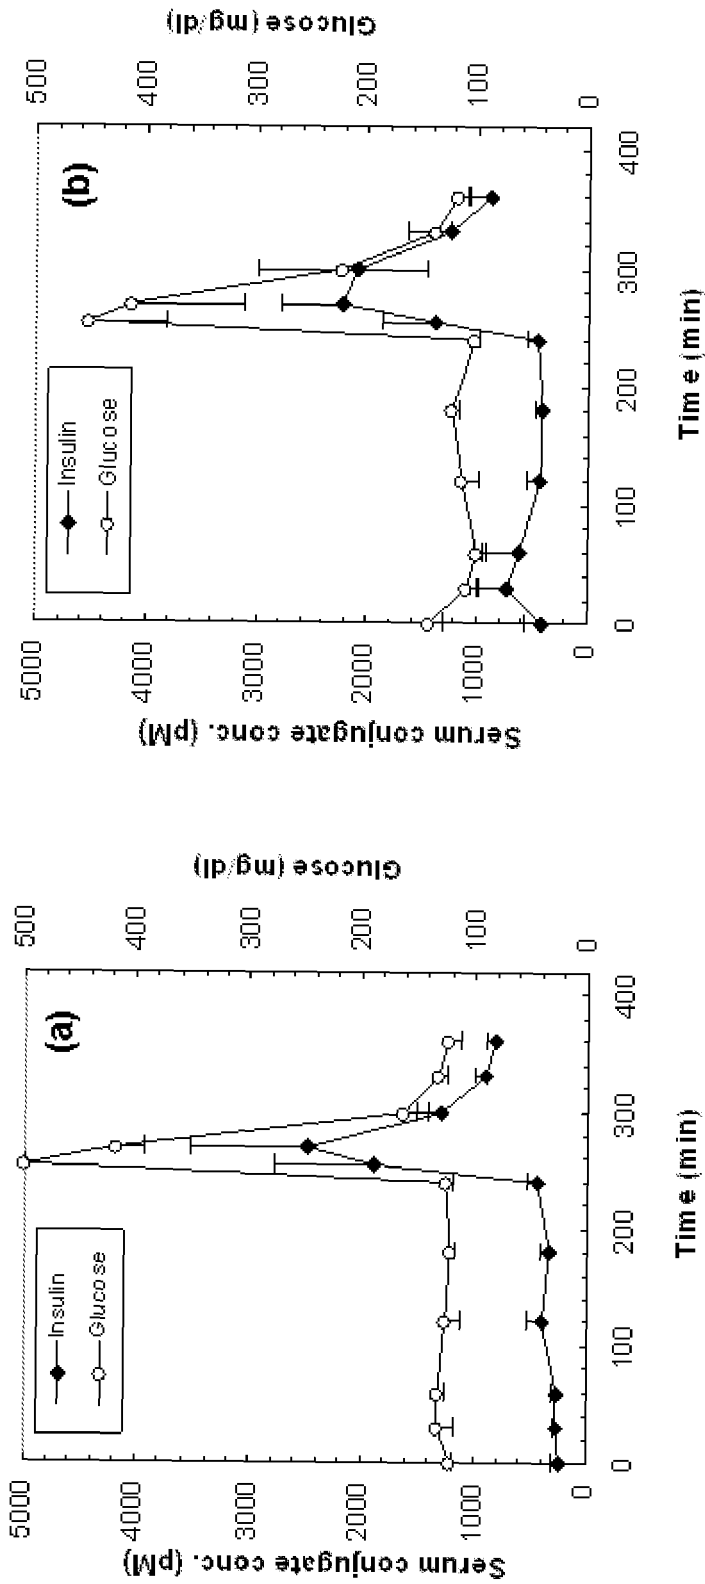 (a)
Insulin
Glucose
5000
4000
3000
2000
1000
0
Serum conjugate conc. (pM)
500
400
300
200
100
0
Glucose (mg/dl)
0
100
200
300
400
Time (min)
(b)
Insulin
Glucose
5000
4000
3000
2000
1000
0
Serum conjugate conc. (pM)
500
400
300
200
100
0
Glucose (mg/dl)
0
100
200
300
400
Time (min)